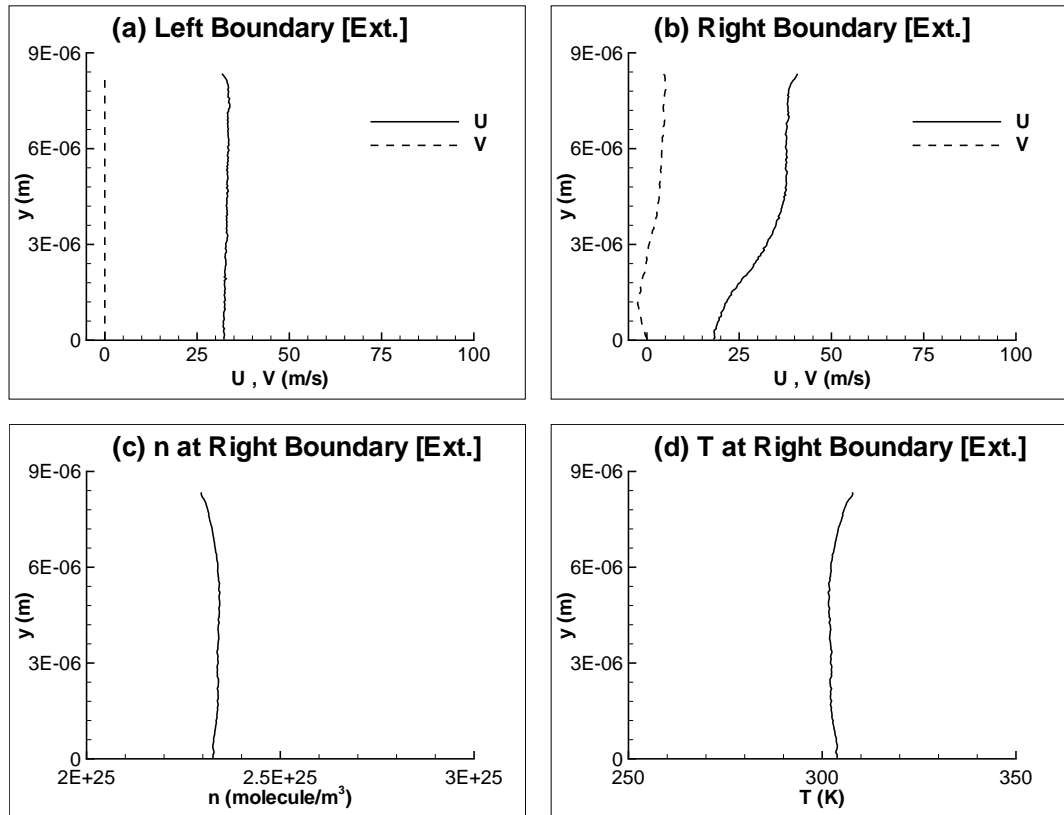 (a) Left Boundary [Ext.]
9E-06
6E-06
3E-06
0
y (m)
0 25 50 75 100
U , V (m/s)
U
V
(b) Right Boundary [Ext.]
9E-06
6E-06
3E-06
0
y (m)
0 25 50 75 100
U , V (m/s)
U
V
(c) n at Right Boundary [Ext.]
9E-06
6E-06
3E-06
0
y (m)
2E+25 2.5E+25 3E+25
n (molecule/m³)
(d) T at Right Boundary [Ext.]
9E-06
6E-06
3E-06
0
y (m)
250 300 350
T (K)